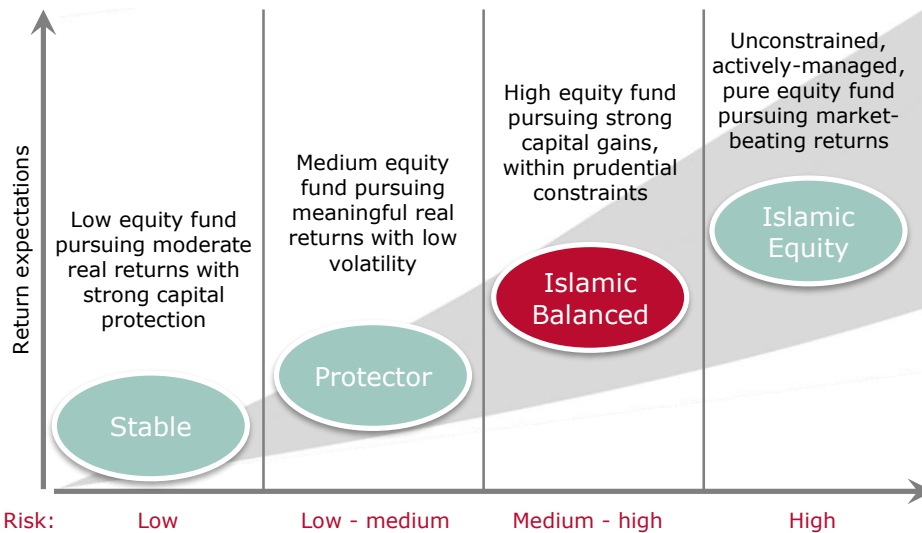 Return expectations
Low equity fund
pursuing moderate
real returns with
strong capital
protection
Stable
Medium equity
fund pursuing
meaningful real
returns with low
volatility
Protector
High equity fund
pursuing strong
capital gains,
within prudential
constraints
Islamic
Balanced
Unconstrained,
actively-managed,
pure equity fund
pursuing market-
beating returns
Islamic
Equity
Risk:
Low
Low - medium
Medium - high
High